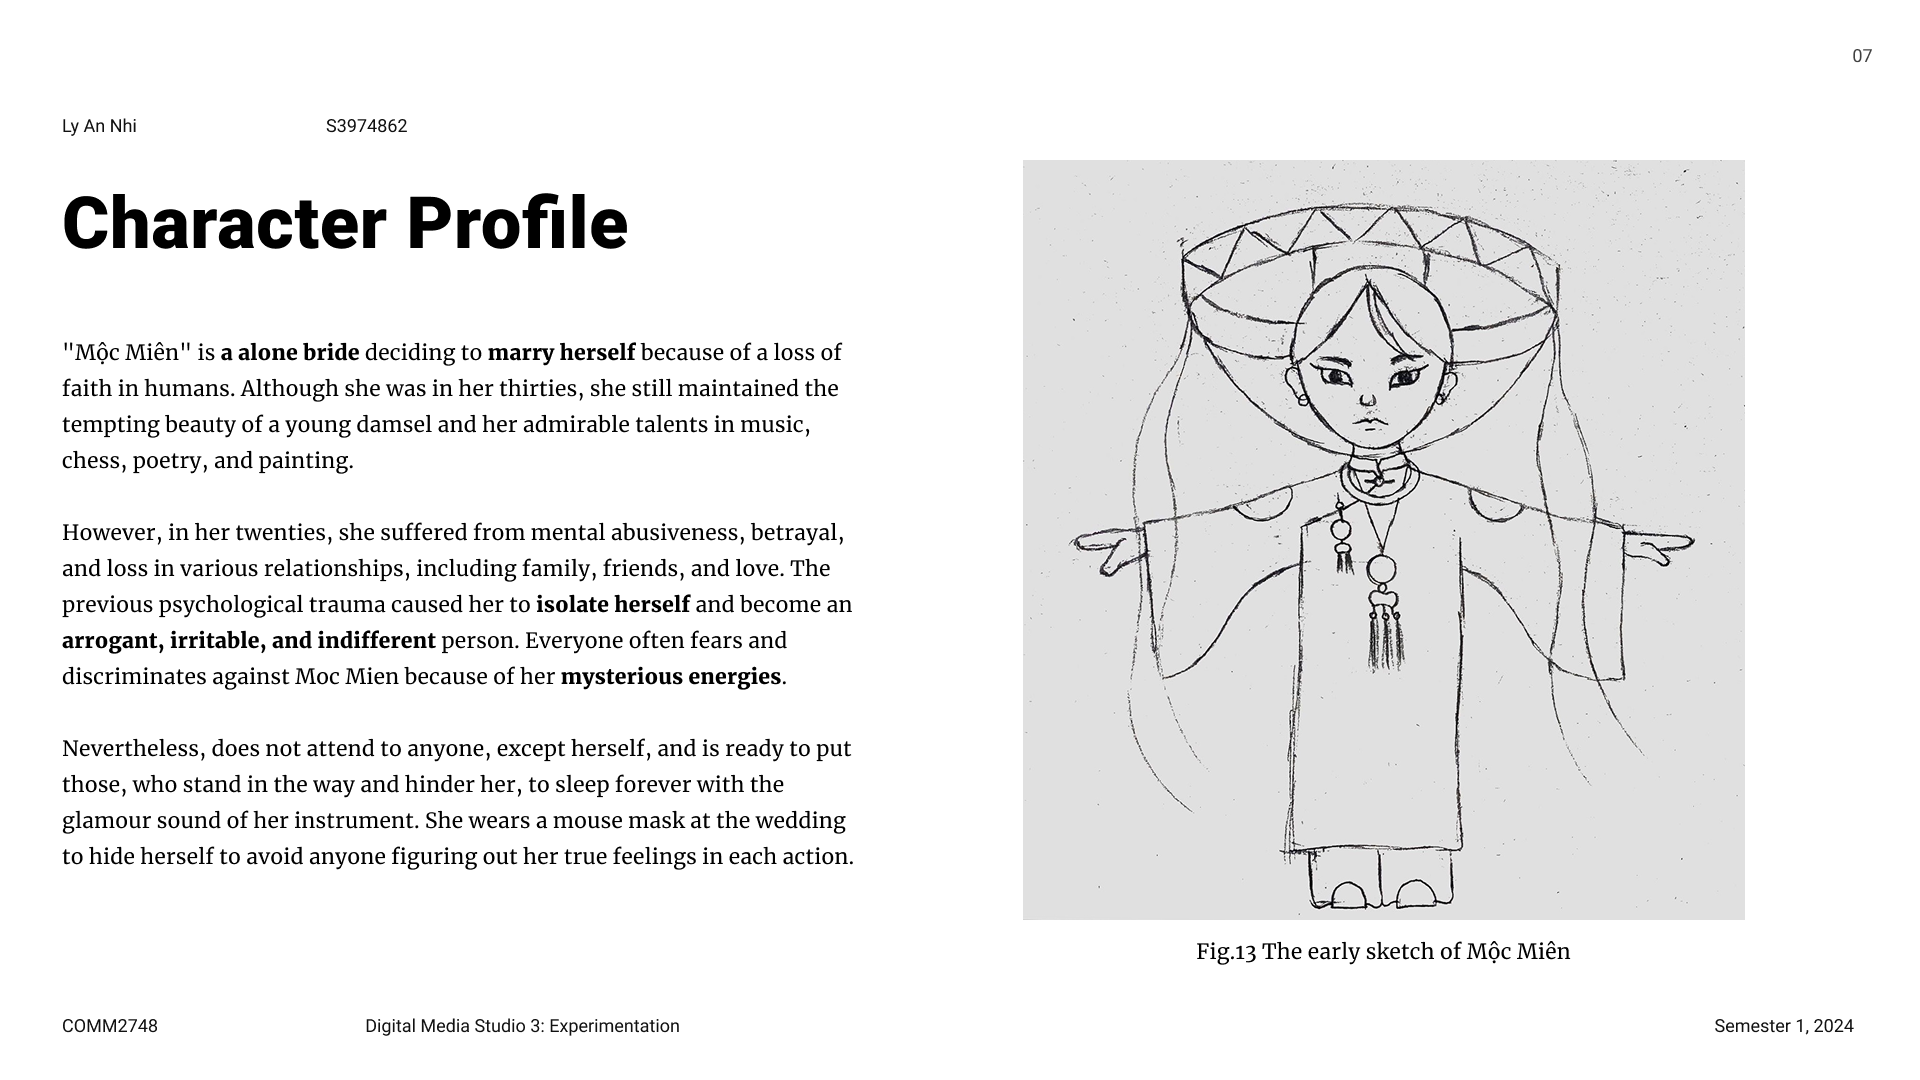 07
Ly An Nhi S3974862
Character Profile
"Mộc Miên" is a alone bride deciding to marry herself because of a loss of
faith in humans. Although she was in her thirties, she still maintained the
tempting beauty of a young damsel and her admirable talents in music,
chess, poetry, and painting.
However, in her twenties, she suffered from mental abusiveness, betrayal,
and loss in various relationships, including family, friends, and love. The
previous psychological trauma caused her to isolate herself and become an
arrogant, irritable, and indifferent person. Everyone often fears and
discriminates against Moc Mien because of her mysterious energies.
Nevertheless, does not attend to anyone, except herself, and is ready to put
those, who stand in the way and hinder her, to sleep forever with the
glamour sound of her instrument. She wears a mouse mask at the wedding
to hide herself to avoid anyone figuring out her true feelings in each action.
Fig.13 The early sketch of Mộc Miên
COMM2748 Digital Media Studio 3: Experimentation Semester 1, 2024